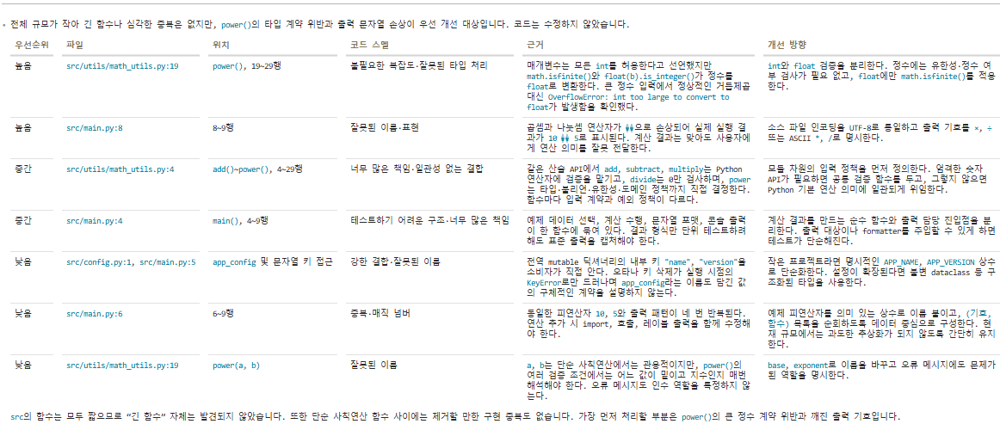 • 전체 규모가 작아 긴 함수나 심각한 중복은 없지만, power()의 타입 계약 위반과 출력 문자열 손상이 우선 개선 대상입니다. 코드는 수정하지 않았습니다.
우선순위 파일 위치 코드 스멜 근거 개선 방향
높음 src/utils/math_utils.py:19 power(), 19~29행 불필요한 복잡도·잘못된 타입 처리 매개변수는 모든 int를 허용한다고 선언했지만 int와 float 검증을 분리한다. 정수에는 유한성·정수 여
math.isfinite()와 float(b).is_integer()가 정수를 부 검사가 필요 없고, float에만 math.isfinite()를 적용
float로 변환한다. 큰 정수 입력에서 정상적인 거듭제곱 한다.
대신 OverflowError: int too large to convert to
float가 발생함을 확인했다.
높음 src/main.py:8 8~9행 잘못된 이름·표현 곱셈과 나눗셈 연산자가 ��으로 손상되어 실제 실행 결 소스 파일 인코딩을 UTF-8로 통일하고 출력 기호를 ×, ÷
과가 10 �� 5로 표시된다. 계산 결과는 맞아도 사용자에 또는 ASCII *, /로 명시한다.
게 연산 의미를 잘못 전달한다.
중간 src/utils/math_utils.py:4 add()~power(), 4~29행 너무 많은 책임·일관성 없는 결합 같은 산술 API에서 add, subtract, multiply는 Python 모듈 차원의 입력 정책을 먼저 정의한다. 엄격한 숫자
연산자에 검증을 맡기고, divide는 0만 검사하며, power API가 필요하면 공통 검증 함수를 두고, 그렇지 않으면
는 타입·불리언·유한성·도메인 정책까지 직접 결정한다. Python 기본 연산 의미에 일관되게 위임한다.
함수마다 입력 계약과 예외 정책이 다르다.
중간 src/main.py:4 main(), 4~9행 테스트하기 어려운 구조·너무 많은 책임 예제 데이터 선택, 계산 수행, 문자열 포맷, 콘솔 출력 계산 결과를 만드는 순수 함수와 출력 담당 진입점을 분
이 한 함수에 묶여 있다. 결과 형식만 단위 테스트하려 리한다. 출력 대상이나 formatter를 주입할 수 있게 하면
해도 표준 출력을 캡처해야 한다. 테스트가 단순해진다.
낮음 src/config.py:1, src/main.py:5 app_config 및 문자열 키 접근 강한 결합·잘못된 이름 전역 mutable 딕셔너리의 내부 키 "name", "version"을 작은 프로젝트라면 명시적인 APP_NAME, APP_VERSION 상수
소비자가 직접 안다. 오타나 키 삭제가 실행 시점의 로 단순화한다. 설정이 확장된다면 불변 dataclass 등 구
KeyError로만 드러나며 app_config라는 이름도 담긴 값 조화된 타입을 사용한다.
의 구체적인 계약을 설명하지 않는다.
낮음 src/main.py:6 6~9행 중복·매직 넘버 동일한 피연산자 10, 5와 출력 패턴이 네 번 반복된다. 예제 피연산자를 의미 있는 상수로 이름 붙이고, (기호,
연산 추가 시 import, 호출, 레이블 출력을 함께 수정해 함수) 목록을 순회하도록 데이터 중심으로 구성한다. 현
야 한다. 재 규모에서는 과도한 추상화가 되지 않도록 간단히 유지
한다.
낮음 src/utils/math_utils.py:19 power(a, b) 잘못된 이름 a, b는 단순 사칙연산에서는 관용적이지만, power()의 base, exponent로 이름을 바꾸고 오류 메시지에도 문제가
여러 검증 조건에서는 어느 값이 밑이고 지수인지 매번 된 역할을 명시한다.
해석해야 한다. 오류 메시지도 인수 역할을 특정하지 않
는다.
src의 함수는 모두 짧으므로 “긴 함수” 자체는 발견되지 않았습니다. 또한 단순 사칙연산 함수 사이에는 제거할 만한 구현 중복도 없습니다. 가장 먼저 처리할 부분은 power()의 큰 정수 계약 위반과 깨진 출력 기호입니다.